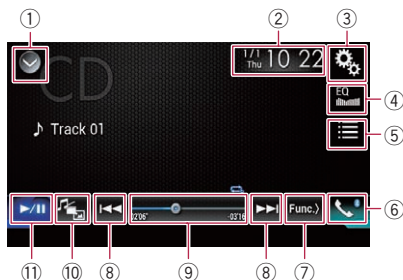 ① ② ③
1/1 Thu 10 22
CD
EQ
④
♪ Track 01
⑤
02'06" -03'16"
Func.
⑥
⑪ ⑩ ⑧ ⑨ ⑧ ⑦